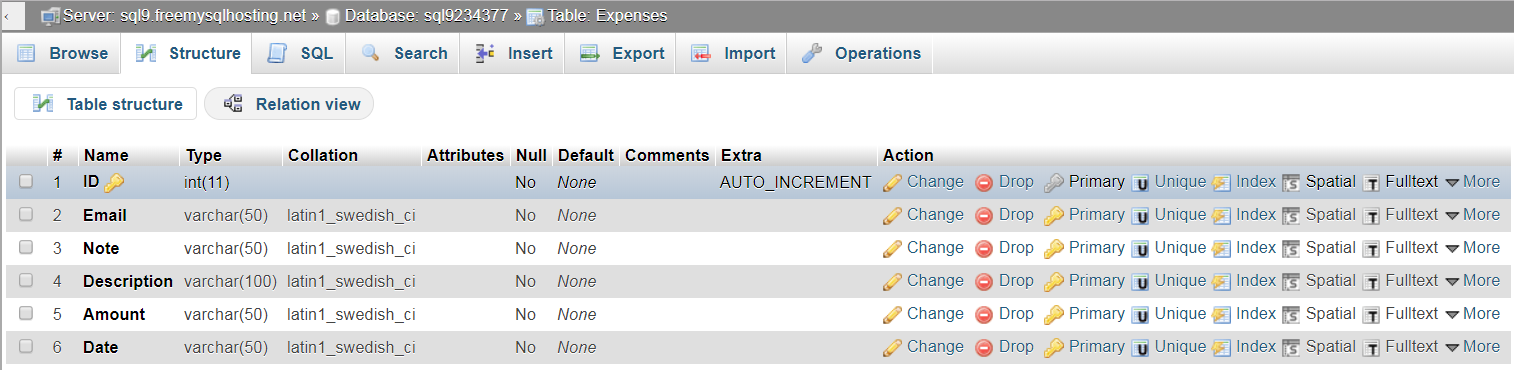 Server: sql9.freemysqlhosting.net » Database: sql9234377 » Table: Expenses
Browse Structure SQL Search Insert Export Import Operations
Table structure Relation view
# Name Type Collation Attributes Null Default Comments Extra Action
1 ID int(11) No None AUTO_INCREMENT Change Drop Primary Unique Index Spatial Fulltext More
2 Email varchar(50) latin1_swedish_ci No None Change Drop Primary Unique Index Spatial Fulltext More
3 Note varchar(50) latin1_swedish_ci No None Change Drop Primary Unique Index Spatial Fulltext More
4 Description varchar(100) latin1_swedish_ci No None Change Drop Primary Unique Index Spatial Fulltext More
5 Amount varchar(50) latin1_swedish_ci No None Change Drop Primary Unique Index Spatial Fulltext More
6 Date varchar(50) latin1_swedish_ci No None Change Drop Primary Unique Index Spatial Fulltext More